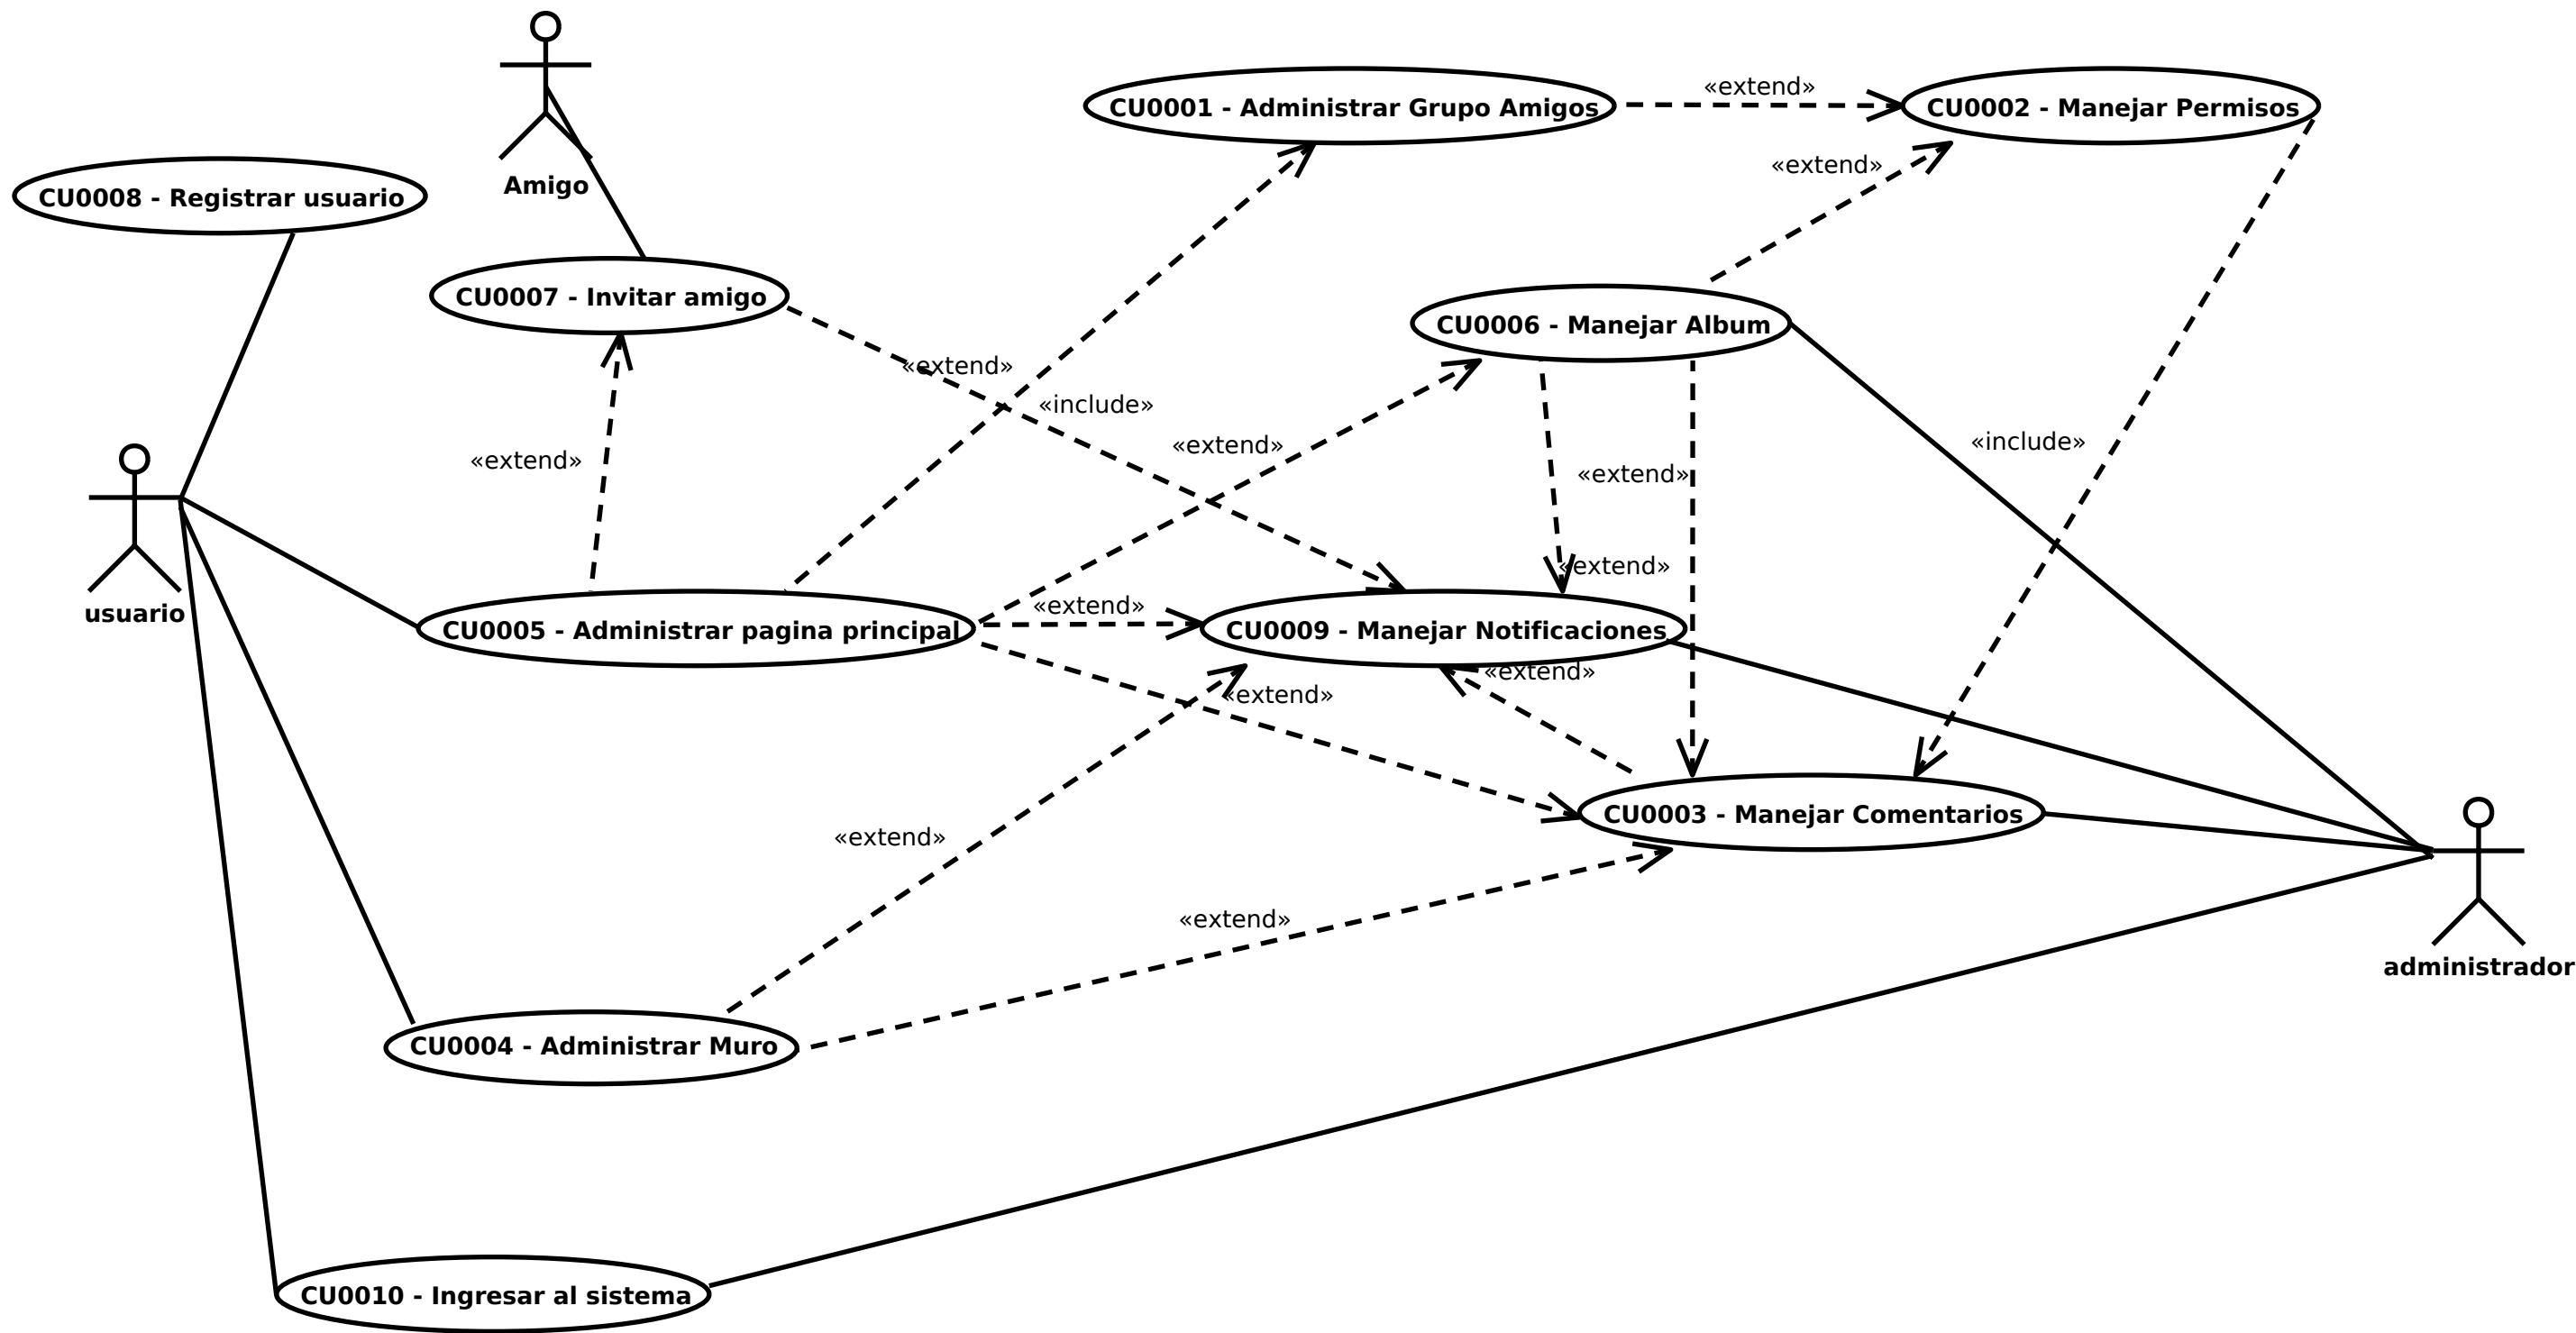 CU0001 - Administrar Grupo Amigos
«extend»
CU0002 - Manejar Permisos
«extend»
Amigo
CU0008 - Registrar usuario
CU0007 - Invitar amigo
CU0006 - Manejar Album
«extend»
«include»
«extend»
«include»
«extend»
«extend»
«extend»
usuario
CU0005 - Administrar pagina principal
«extend»
CU0009 - Manejar Notificaciones
«extend»
«extend»
CU0003 - Manejar Comentarios
«extend»
«extend»
administrador
CU0004 - Administrar Muro
CU0010 - Ingresar al sistema